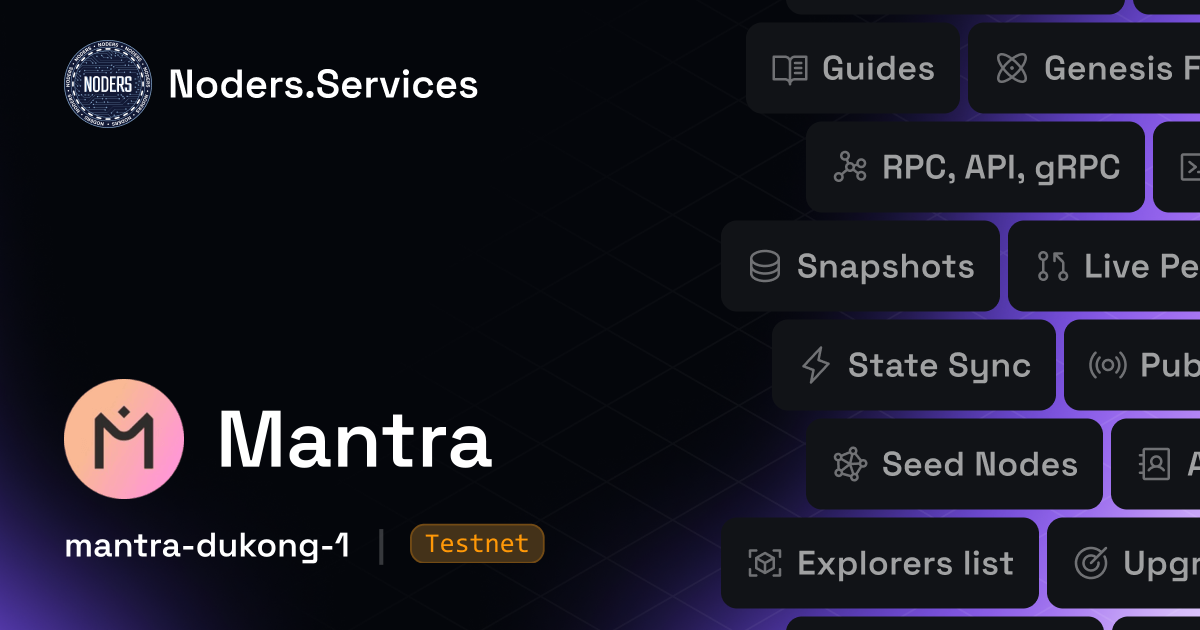 NODERS
Noders.Services
Guides
Genesis F
RPC, API, gRPC
Snapshots
Live Pe
State Sync
Pub
Seed Nodes
A
Explorers list
Upgr
Mantra
mantra-dukong-1 | Testnet